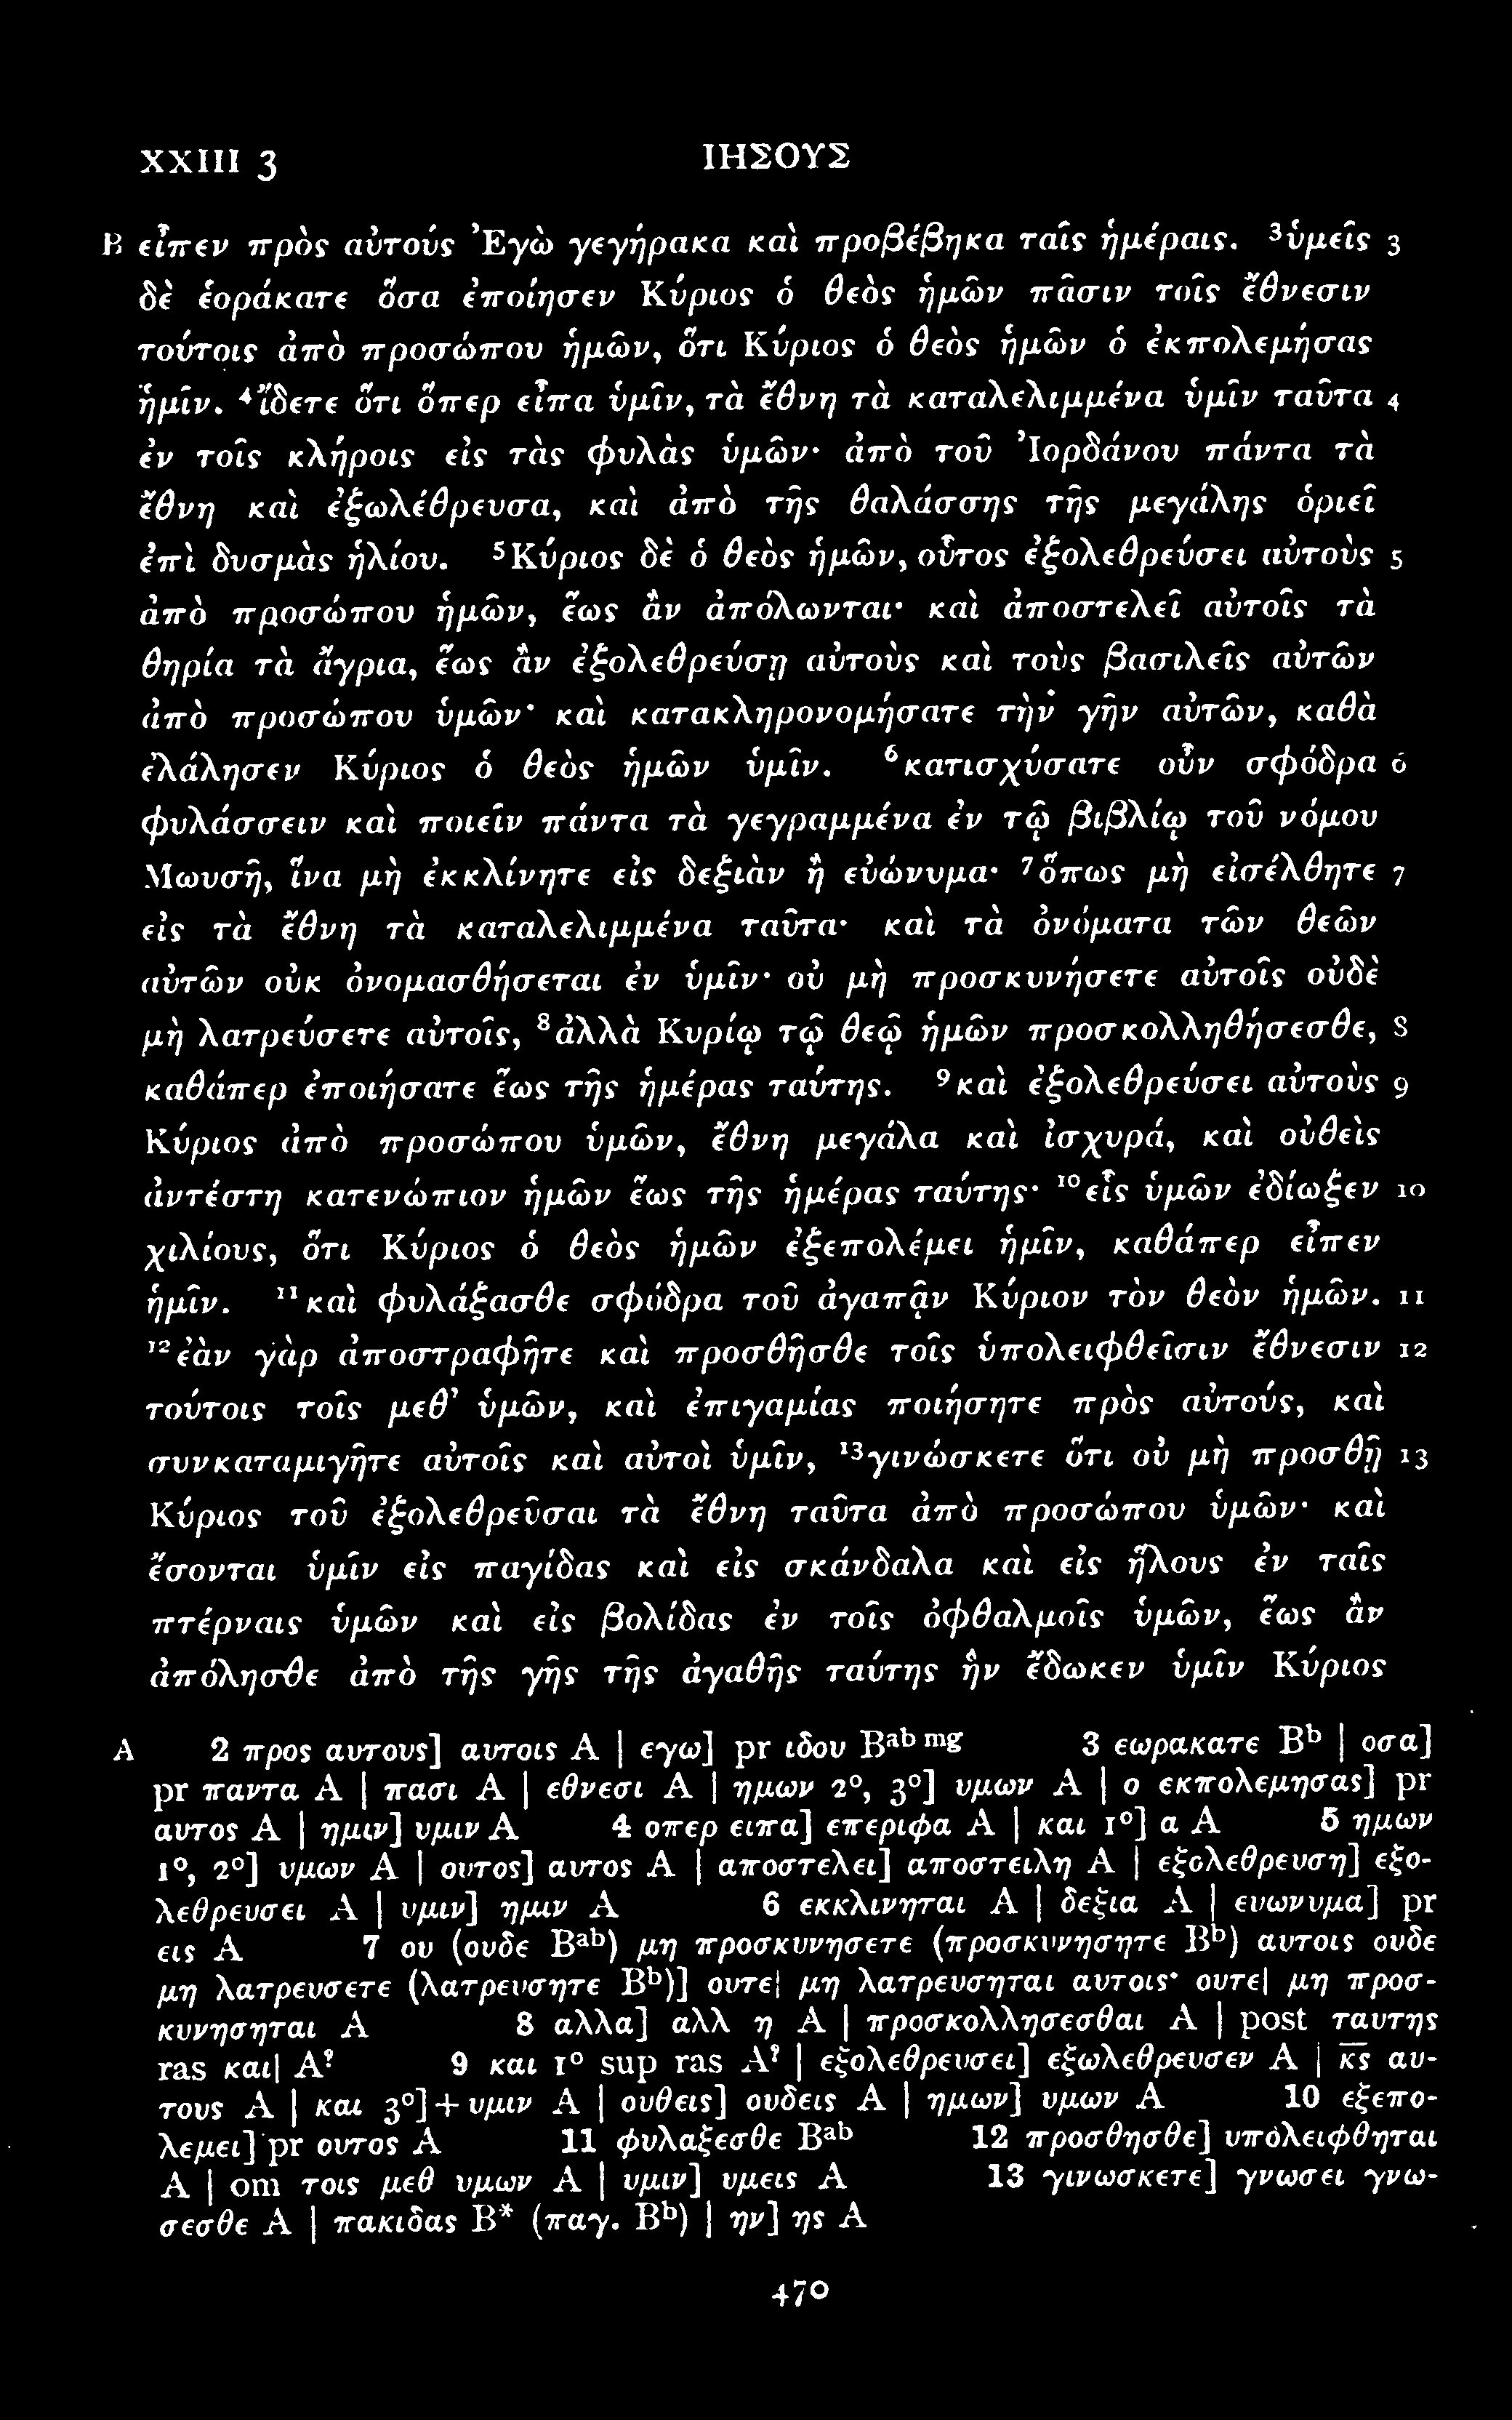 XXIII 3 ΙΗΣΟΥΣ
B εἶπεν πρὸς αὐτούς Ἐγὼ γεγήρακα καὶ προβέβηκα ταῖς ἡμέραις. ³ὑμεῖς 3
δὲ ἑοράκατε ὅσα ἐποίησεν Κύριος ὁ θεὸς ἡμῶν πᾶσιν τοῖς ἔθνεσιν
τούτοις ἀπὸ προσώπου ἡμῶν, ὅτι Κύριος ὁ θεὸς ἡμῶν ὁ ἐκπολεμήσας
ἡμῖν. ⁴ἴδετε ὅτι ὅπερ εἶπα ὑμῖν, τὰ ἔθνη τὰ καταλελιμμένα ὑμῖν ταῦτα 4
ἐν τοῖς κλήροις εἰς τὰς φυλὰς ὑμῶν· ἀπὸ τοῦ Ἰορδάνου πάντα τὰ
ἔθνη καὶ ἐξωλέθρευσα, καὶ ἀπὸ τῆς θαλάσσης τῆς μεγάλης ὁριεῖ
ἐπὶ δυσμὰς ἡλίου. ⁵Κύριος δὲ ὁ θεὸς ἡμῶν, οὗτος ἐξολεθρεύσει αὐτοὺς 5
ἀπὸ προσώπου ἡμῶν, ἕως ἂν ἀπόλωνται· καὶ ἀποστελεῖ αὐτοῖς τὰ
θηρία τὰ ἄγρια, ἕως ἂν ἐξολεθρεύσῃ αὐτοὺς καὶ τοὺς βασιλεῖς αὐτῶν
ἀπὸ προσώπου ὑμῶν· καὶ κατακληρονομήσατε τὴν γῆν αὐτῶν, καθὰ
ἐλάλησεν Κύριος ὁ θεὸς ἡμῶν ὑμῖν. ⁶κατισχύσατε οὖν σφόδρα 6
φυλάσσειν καὶ ποιεῖν πάντα τὰ γεγραμμένα ἐν τῷ βιβλίῳ τοῦ νόμου
Μωυσῆ, ἵνα μὴ ἐκκλίνητε εἰς δεξιὰν ἢ εὐώνυμα· ⁷ὅπως μὴ εἰσέλθητε 7
εἰς τὰ ἔθνη τὰ καταλελιμμένα ταῦτα· καὶ τὰ ὀνόματα τῶν θεῶν
αὐτῶν οὐκ ὀνομασθήσεται ἐν ὑμῖν· οὐ μὴ προσκυνήσετε αὐτοῖς οὐδὲ
μὴ λατρεύσετε αὐτοῖς, ⁸ἀλλὰ Κυρίῳ τῷ θεῷ ἡμῶν προσκολληθήσεσθε, 8
καθάπερ ἐποιήσατε ἕως τῆς ἡμέρας ταύτης. ⁹καὶ ἐξολεθρεύσει αὐτοὺς 9
Κύριος ἀπὸ προσώπου ὑμῶν, ἔθνη μεγάλα καὶ ἰσχυρά, καὶ οὐθεὶς
ἀντέστη κατενώπιον ἡμῶν ἕως τῆς ἡμέρας ταύτης· ¹⁰εἷς ὑμῶν ἐδίωξεν 10
χιλίους, ὅτι Κύριος ὁ θεὸς ἡμῶν ἐξεπολέμει ἡμῖν, καθάπερ εἶπεν
ἡμῖν. ¹¹καὶ φυλάξασθε σφόδρα τοῦ ἀγαπᾷν Κύριον τὸν θεὸν ἡμῶν. 11
¹²ἐὰν γὰρ ἀποστραφῆτε καὶ προσθῆσθε τοῖς ὑπολειφθεῖσιν ἔθνεσιν 12
τούτοις τοῖς μεθ’ ὑμῶν, καὶ ἐπιγαμίας ποιήσητε πρὸς αὐτούς, καὶ
συνκαταμιγῆτε αὐτοῖς καὶ αὐτοὶ ὑμῖν, ¹³γινώσκετε ὅτι οὐ μὴ προσθῇ 13
Κύριος τοῦ ἐξολεθρεῦσαι τὰ ἔθνη ταῦτα ἀπὸ προσώπου ὑμῶν· καὶ
ἔσονται ὑμῖν εἰς παγίδας καὶ εἰς σκάνδαλα καὶ εἰς ἥλους ἐν ταῖς
πτέρναις ὑμῶν καὶ εἰς βολίδας ἐν τοῖς ὀφθαλμοῖς ὑμῶν, ἕως ἂν
ἀπόλησθε ἀπὸ τῆς γῆς τῆς ἀγαθῆς ταύτης ἣν ἔδωκεν ὑμῖν Κύριος
A 2 προς αυτους] αυτοις A | εγω] pr ιδου Bᵃᵇ ᵐᵍ 3 εωρακατε Bᵇ | οσα]
pr παντα A | πασι A | εθνεσι A | ημων 2°, 3°] υμων A | ο εκπολεμησας] pr
αυτος A | ημιν] υμιν A 4 οπερ ειπα] επεριφα A | και 1°] α A 5 ημων
1°, 2°] υμων A | ουτος] αυτος A | αποστελει] αποστειλη A | εξολεθρευση] εξο-
λεθρευσει A | υμιν] ημιν A 6 εκκλινηται A | δεξια A | ευωνυμα] pr
εις A 7 ου (ουδε Bᵃᵇ) μη προσκυνησετε (προσκυνησητε Bᵇ) αυτοις ουδε
μη λατρευσετε (λατρευσητε Bᵇ)] ουτε| μη λατρευσηται αυτοις· ουτε| μη προσ-
κυνησηται A 8 αλλα] αλλ η A | προσκολλησεσθαι A | post ταυτης
ras και| A? 9 και 1° sup ras A? | εξολεθρευσει] εξωλεθρευσεν A | κ̅ς̅ αυ-
τους A | και 3°]+υμιν A | ουθεις] ουδεις A | ημων] υμων A 10 εξεπο-
λεμει] pr ουτος A 11 φυλαξεσθε Bᵃᵇ 12 προσθησθε] υπολειφθηται
A | om τοις μεθ υμων A | υμιν] υμεις A 13 γινωσκετε] γνωσει γνω-
σεσθε A | πακιδας B* (παγ. Bᵇ) | ην] ης A
470